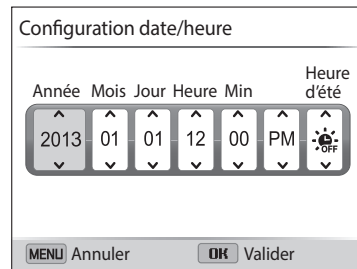 Configuration date/heure
Heure
Année Mois Jour Heure Min d'été
2013 01 01 12 00 PM OFF
MENU Annuler OK Valider